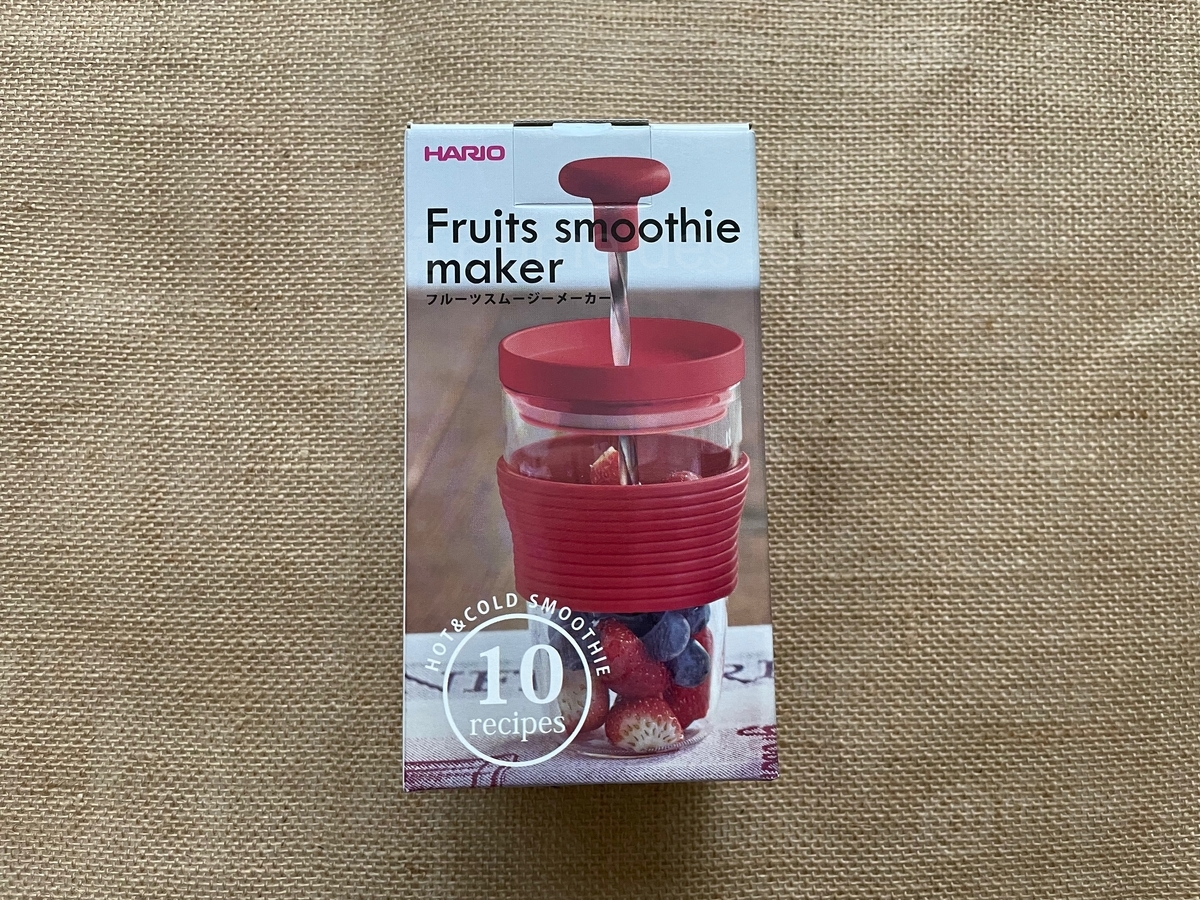 HARIO
Fruits smoothie
maker
フルーツスムージーメーカー
HOT&COLD SMOOTHIE
10
recipes